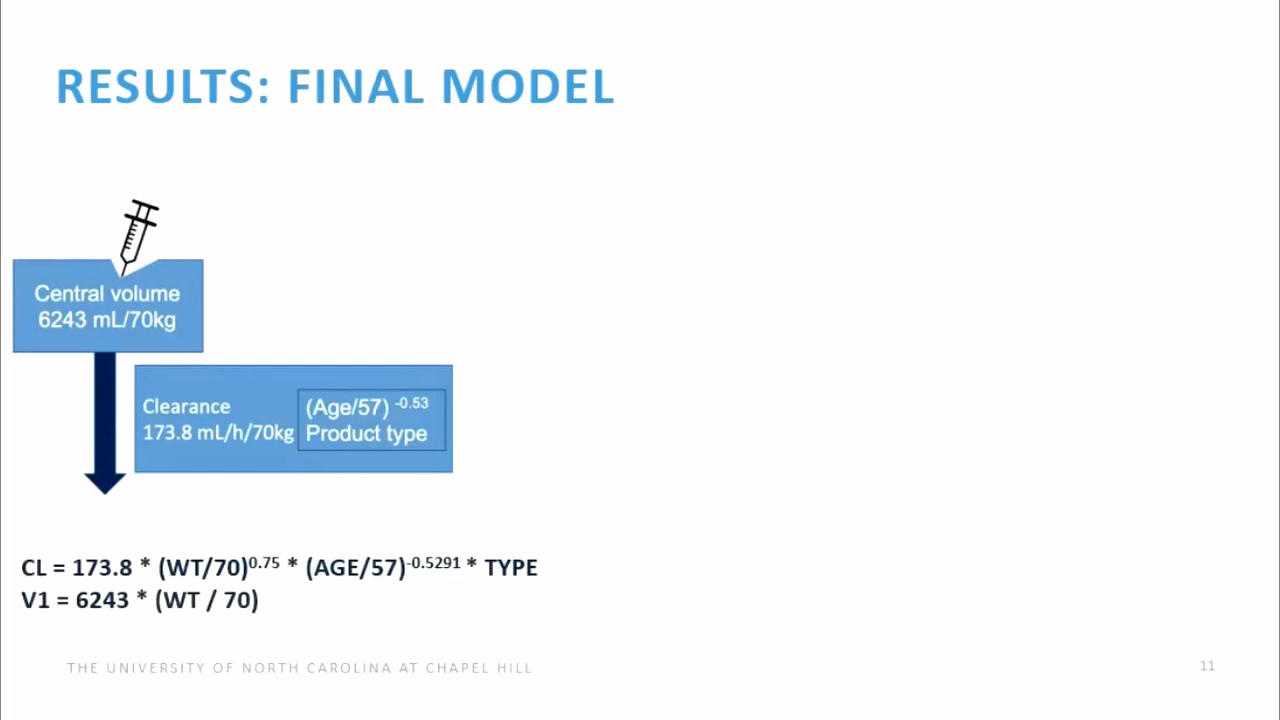 RESULTS: FINAL MODEL
Central volume
6243 mL/70kg
Clearance
173.8 mL/h/70kg
(Age/57) -0.53
Product type
CL = 173.8 * (WT/70)0.75 * (AGE/57)-0.5291 * TYPE
V1 = 6243 * (WT / 70)
THE UNIVERSITY OF NORTH CAROLINA AT CHAPEL HILL
11